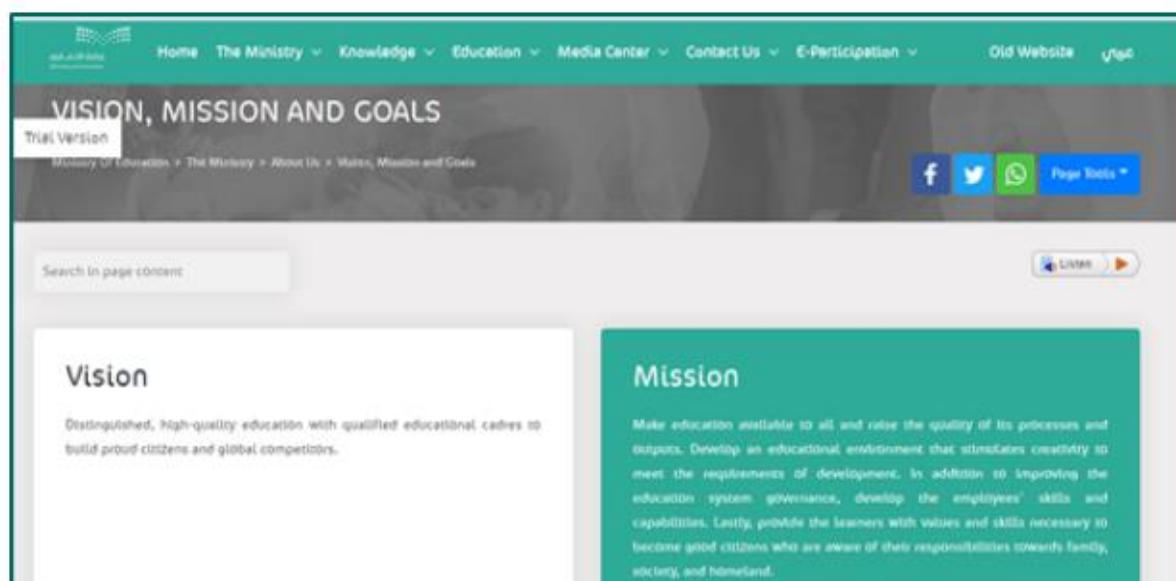 Home The Ministry Knowledge Education Media Center Contact Us E-Participation Old Website عربي
VISION, MISSION AND GOALS
Trial Version
Ministry Of Education > The Ministry > About Us > Vision, Mission and Goals
Page Tools
Search in page content
Listen
Vision
Distinguished, high-quality education with qualified educational cadres to
build proud citizens and global competitors.
Mission
Make education available to all and raise the quality of its processes and
outputs. Develop an educational environment that stimulates creativity to
meet the requirements of development. In addition to improving the
education system governance, develop the employees' skills and
capabilities. Lastly, provide the learners with values and skills necessary to
become good citizens who are aware of their responsibilities towards family,
society, and homeland.